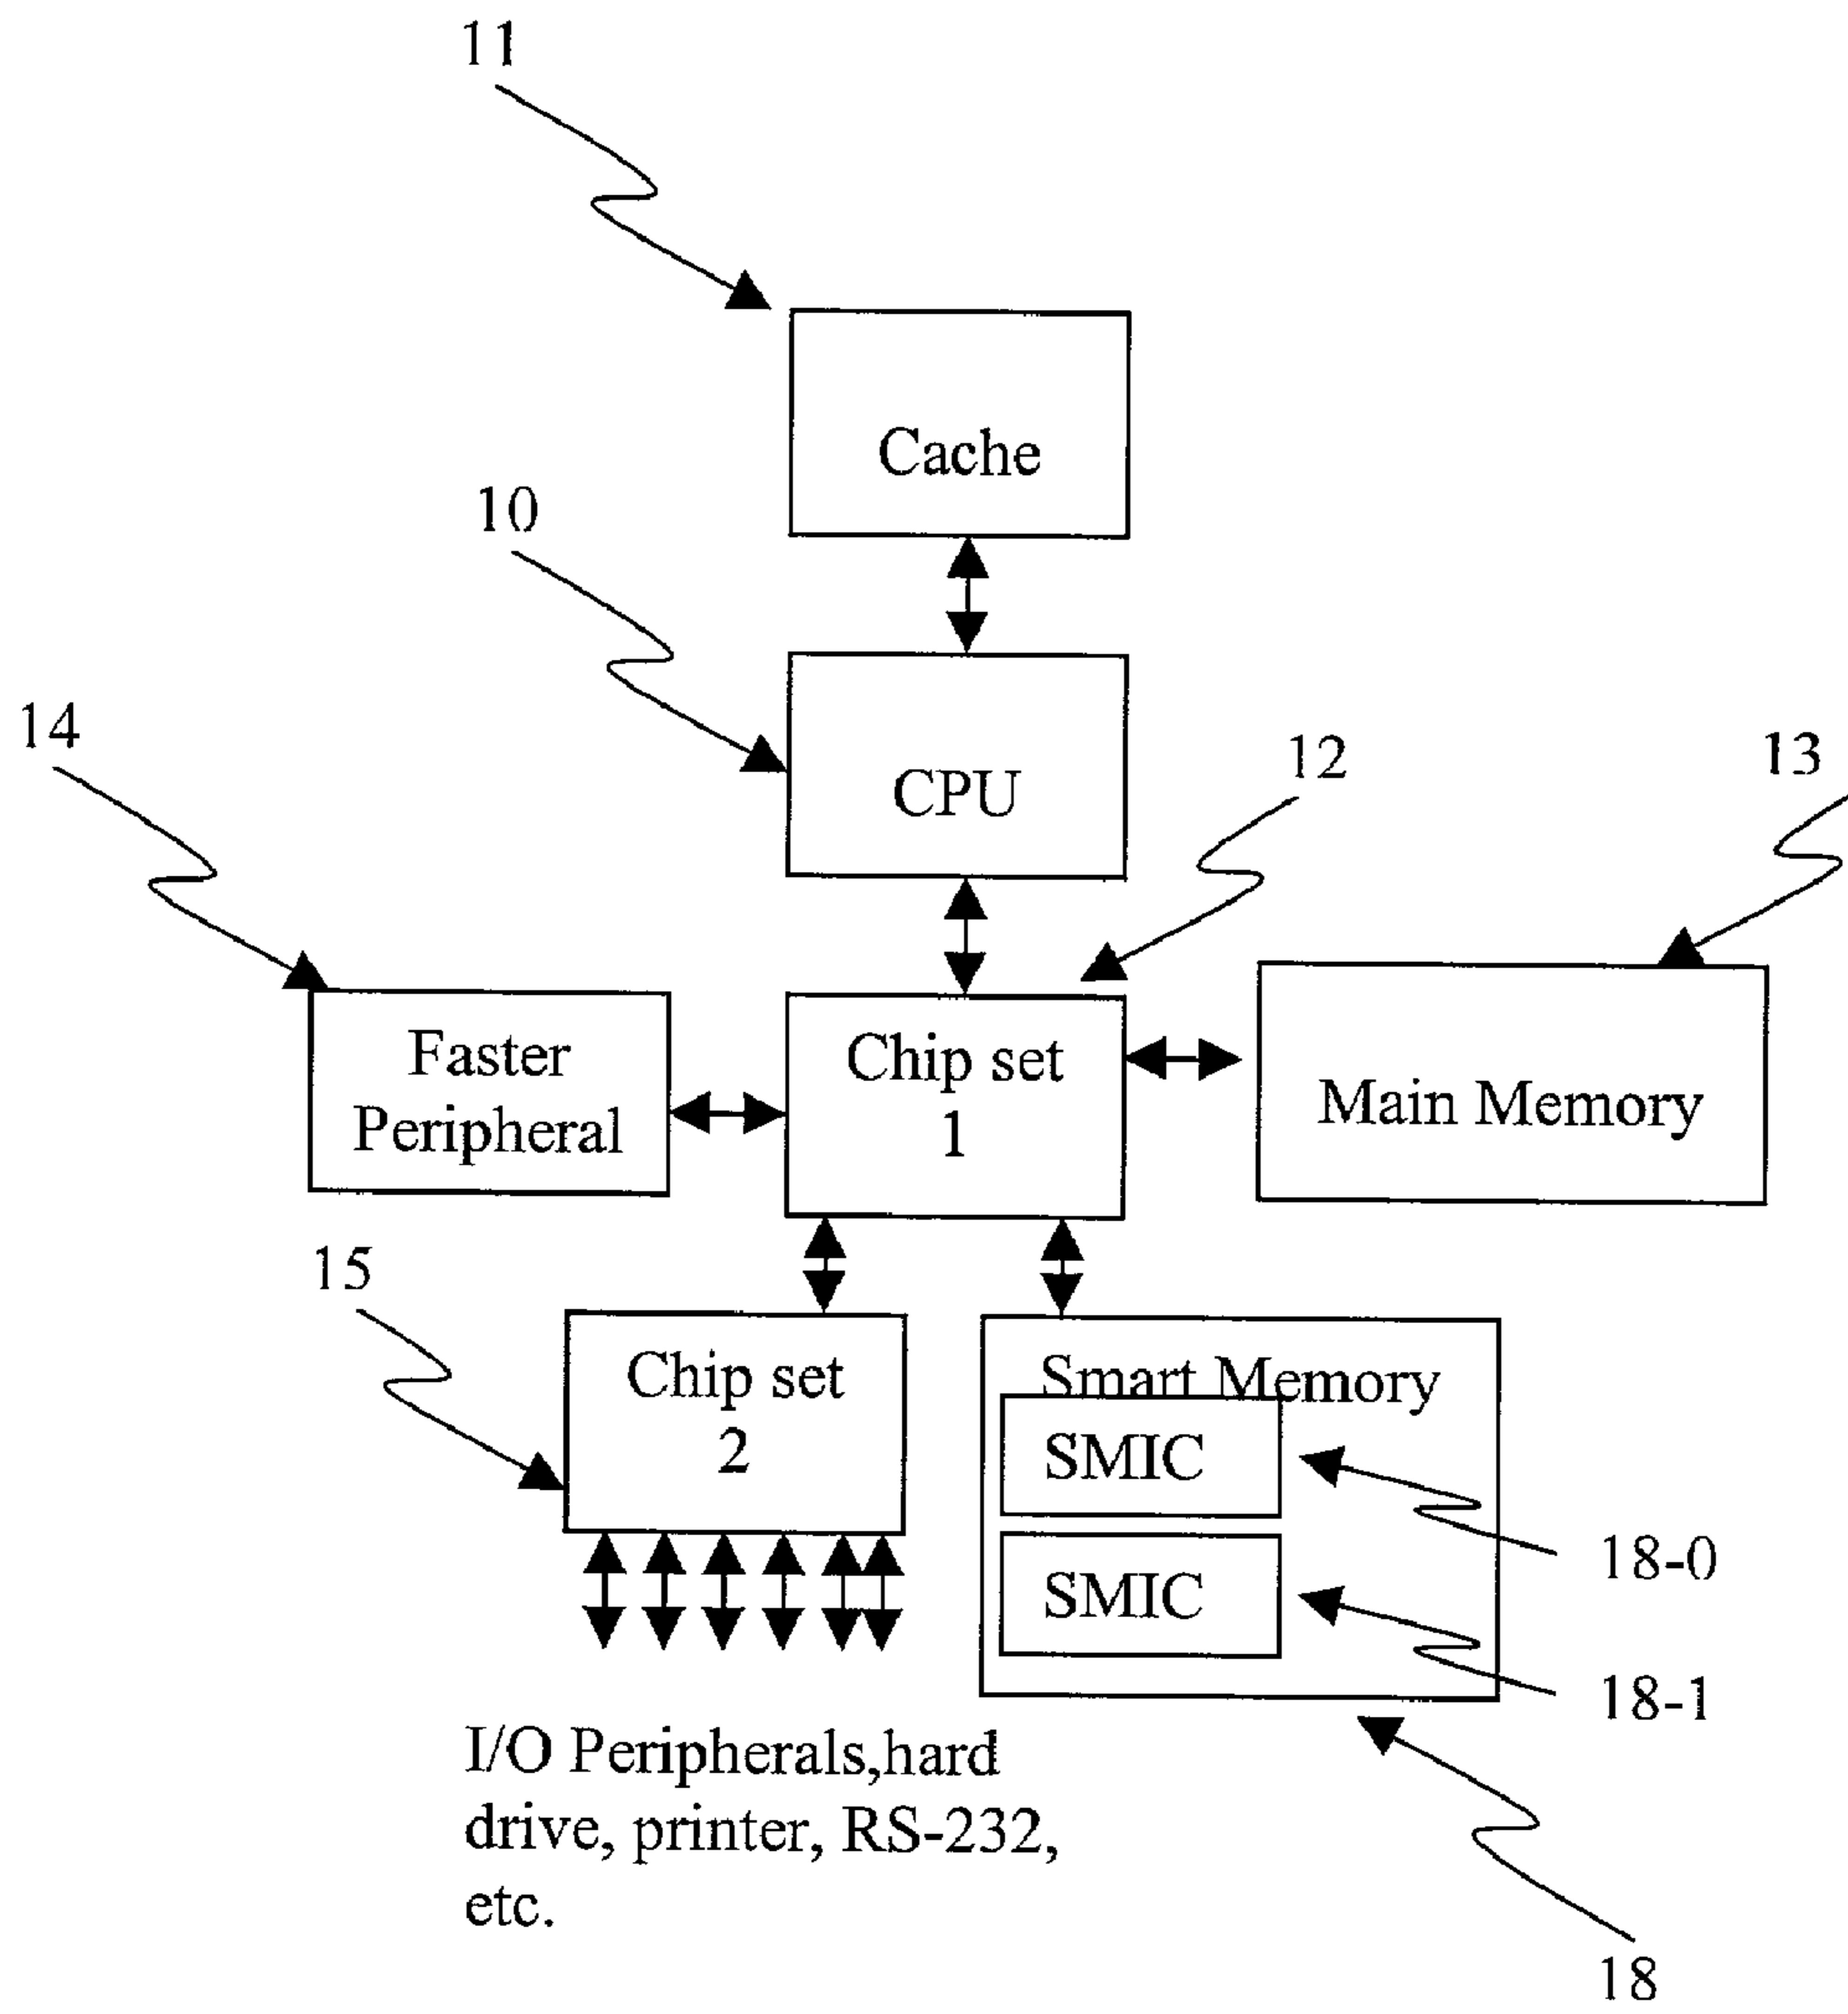 11
Cache
10
14
CPU
12
13
Faster
Peripheral
Chip set
1
Main Memory
15
Chip set
2
Smart Memory
SMIC
18-0
SMIC
18-1
I/O Peripherals,hard
drive, printer, RS-232,
etc.
18